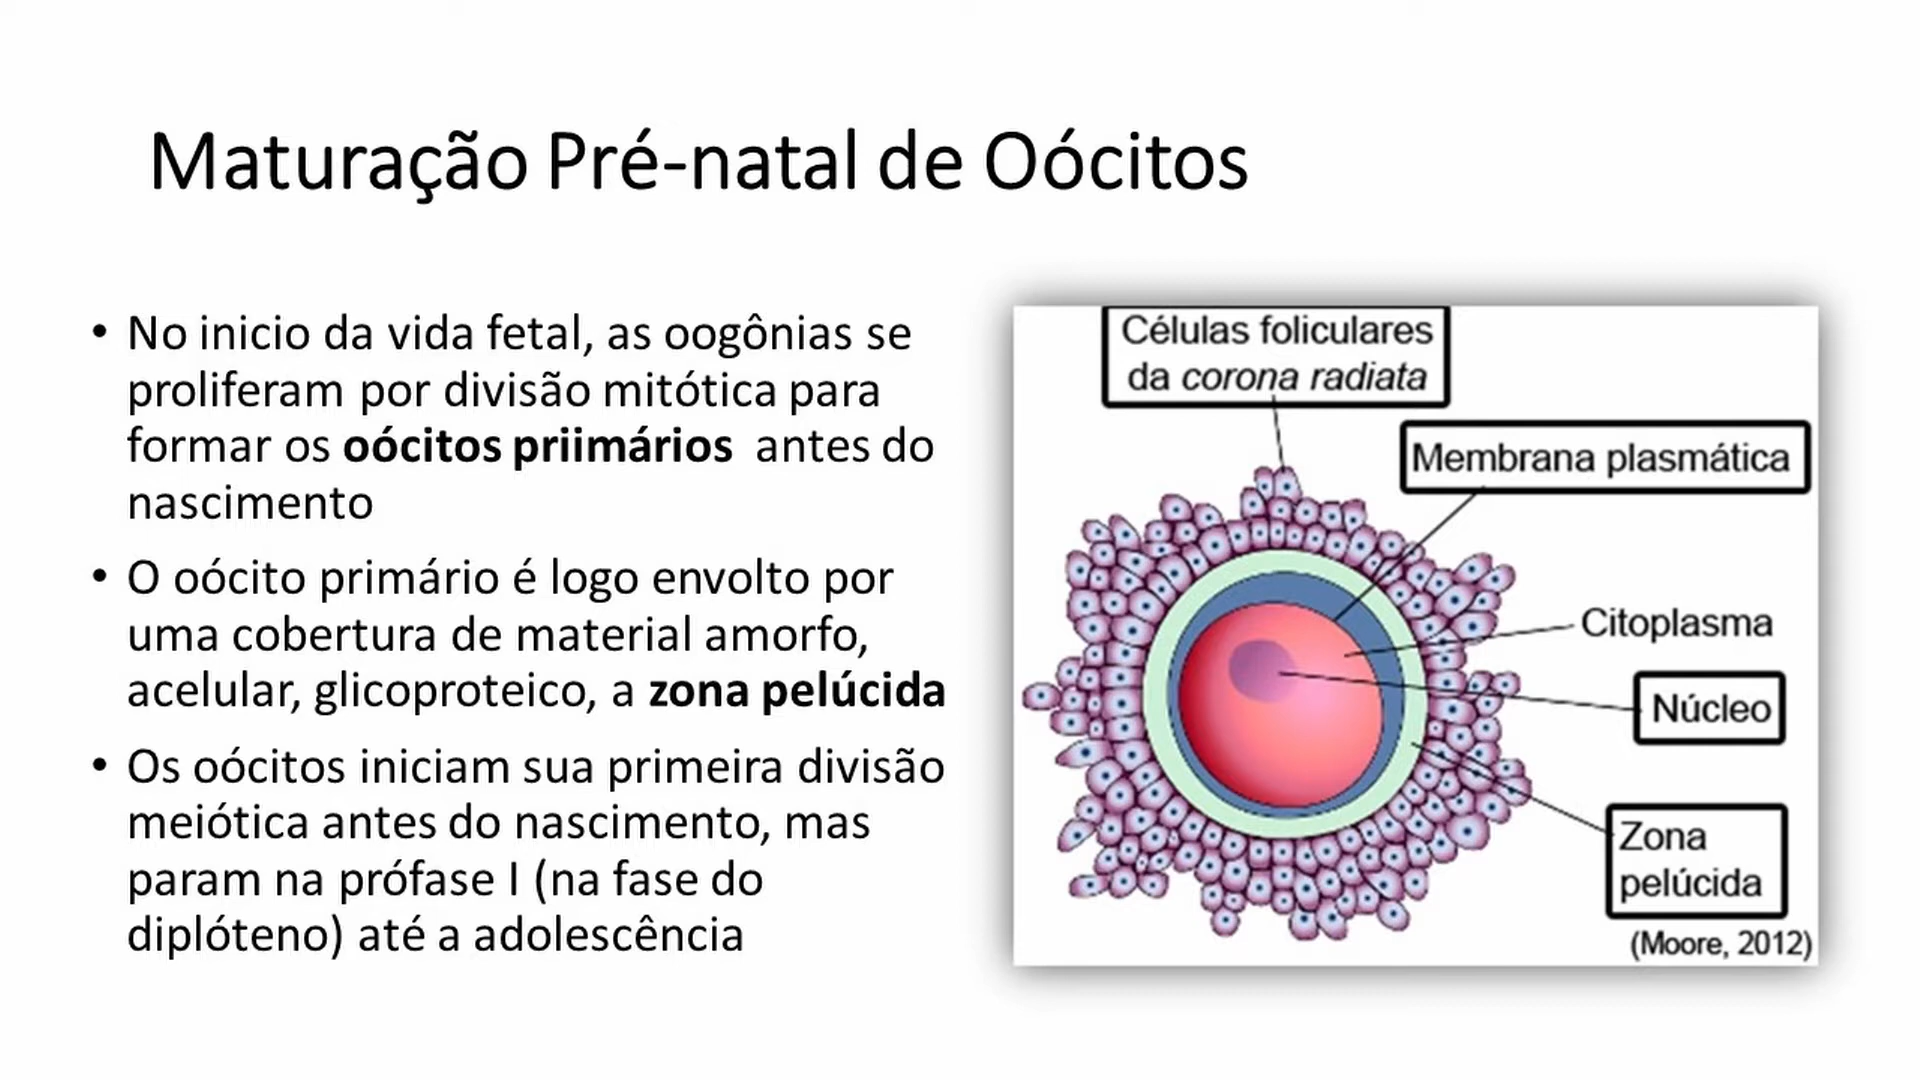 Maturação Pré-natal de Oócitos
• No inicio da vida fetal, as oogônias se
proliferam por divisão mitótica para
formar os oócitos priimários antes do
nascimento
• O oócito primário é logo envolto por
uma cobertura de material amorfo,
acelular, glicoproteico, a zona pelúcida
• Os oócitos iniciam sua primeira divisão
meiótica antes do nascimento, mas
param na prófase I (na fase do
diplóteno) até a adolescência
Células foliculares
da corona radiata
Membrana plasmática
Citoplasma
Núcleo
Zona
pelúcida
(Moore, 2012)